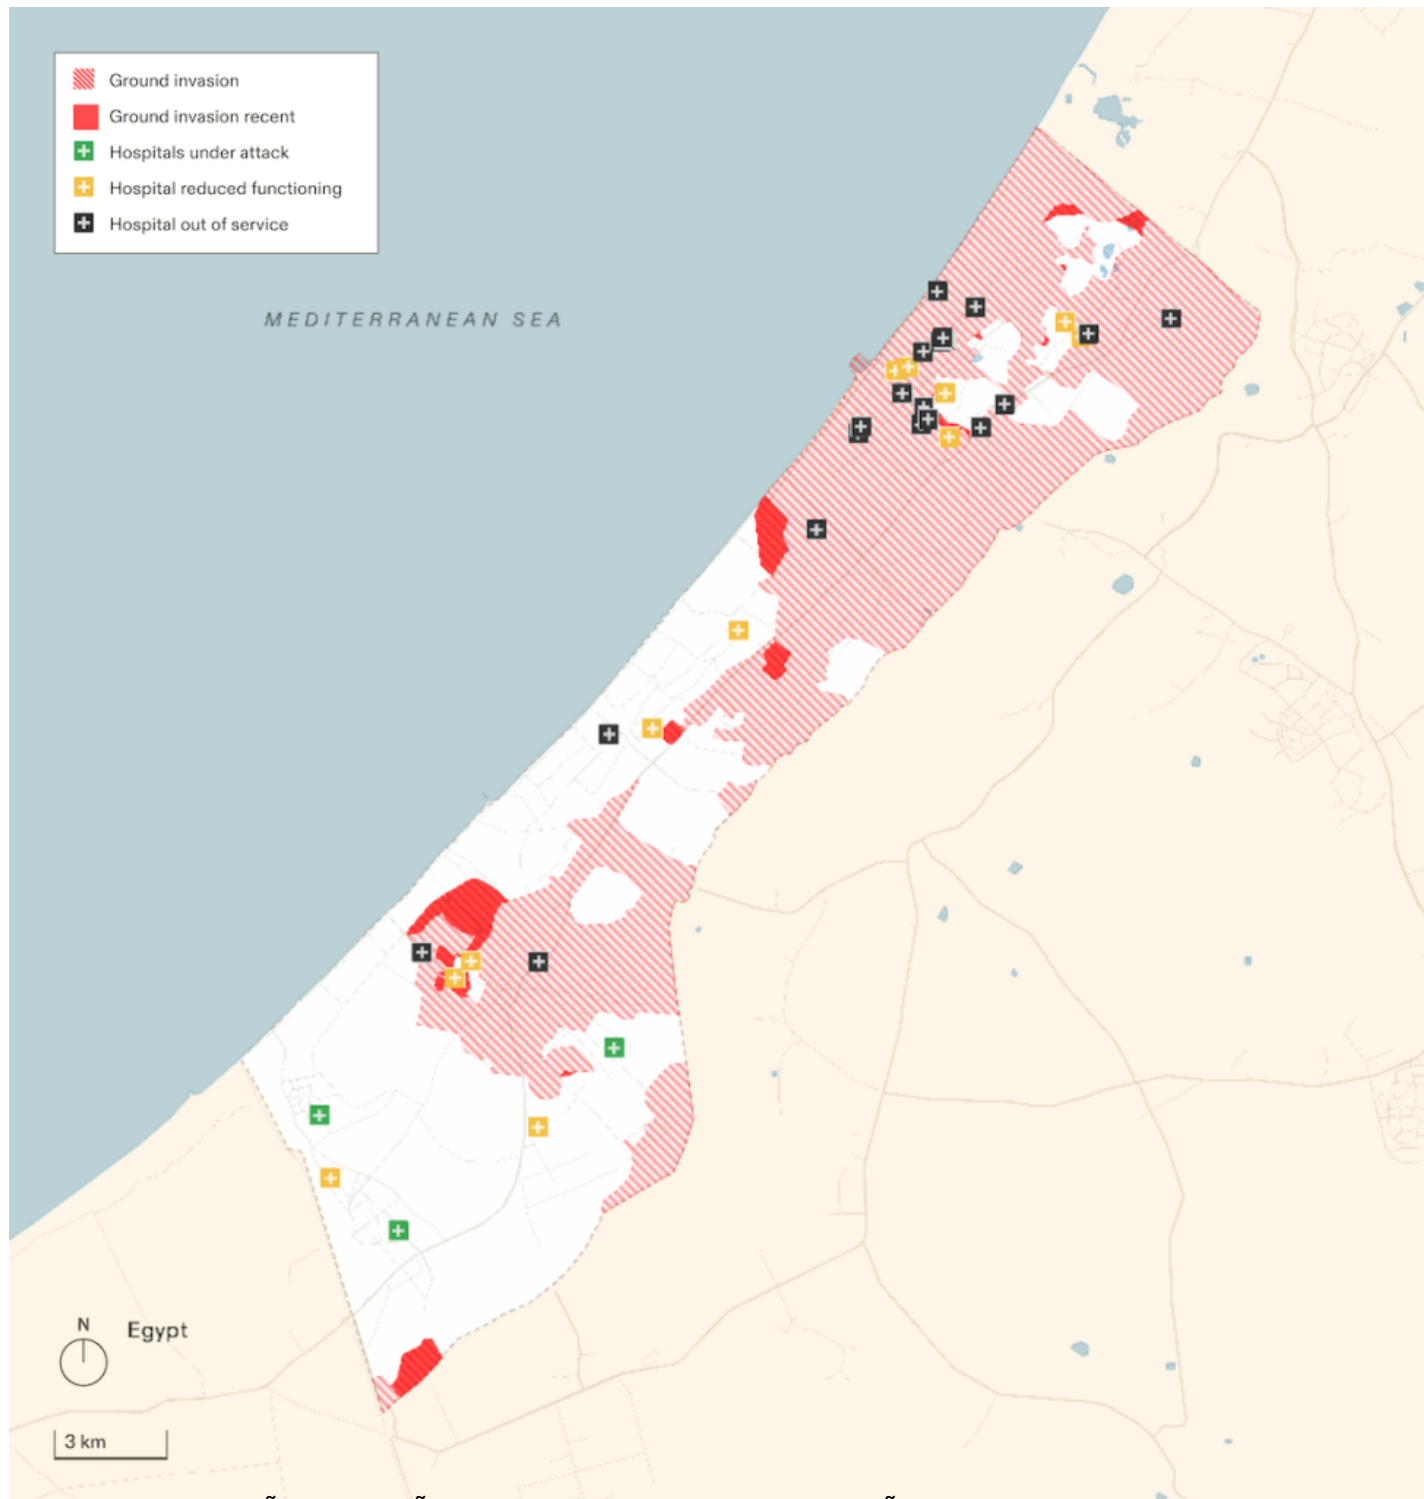 Ground invasion
Ground invasion recent
Hospitals under attack
Hospital reduced functioning
Hospital out of service
MEDITERRANEAN SEA
N
Egypt
3 km